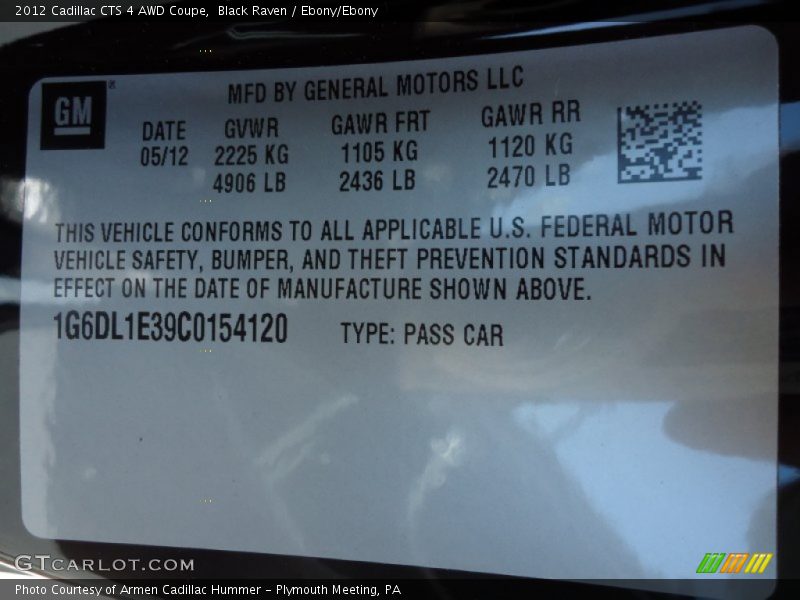 2012 Cadillac CTS 4 AWD Coupe, Black Raven / Ebony/Ebony
GM ®
MFD BY GENERAL MOTORS LLC
DATE GVWR GAWR FRT GAWR RR
05/12 2225 KG 1105 KG 1120 KG
4906 LB 2436 LB 2470 LB
THIS VEHICLE CONFORMS TO ALL APPLICABLE U.S. FEDERAL MOTOR
VEHICLE SAFETY, BUMPER, AND THEFT PREVENTION STANDARDS IN
EFFECT ON THE DATE OF MANUFACTURE SHOWN ABOVE.
1G6DL1E39C0154120 TYPE: PASS CAR
GTCARLOT.COM
Photo Courtesy of Armen Cadillac Hummer - Plymouth Meeting, PA